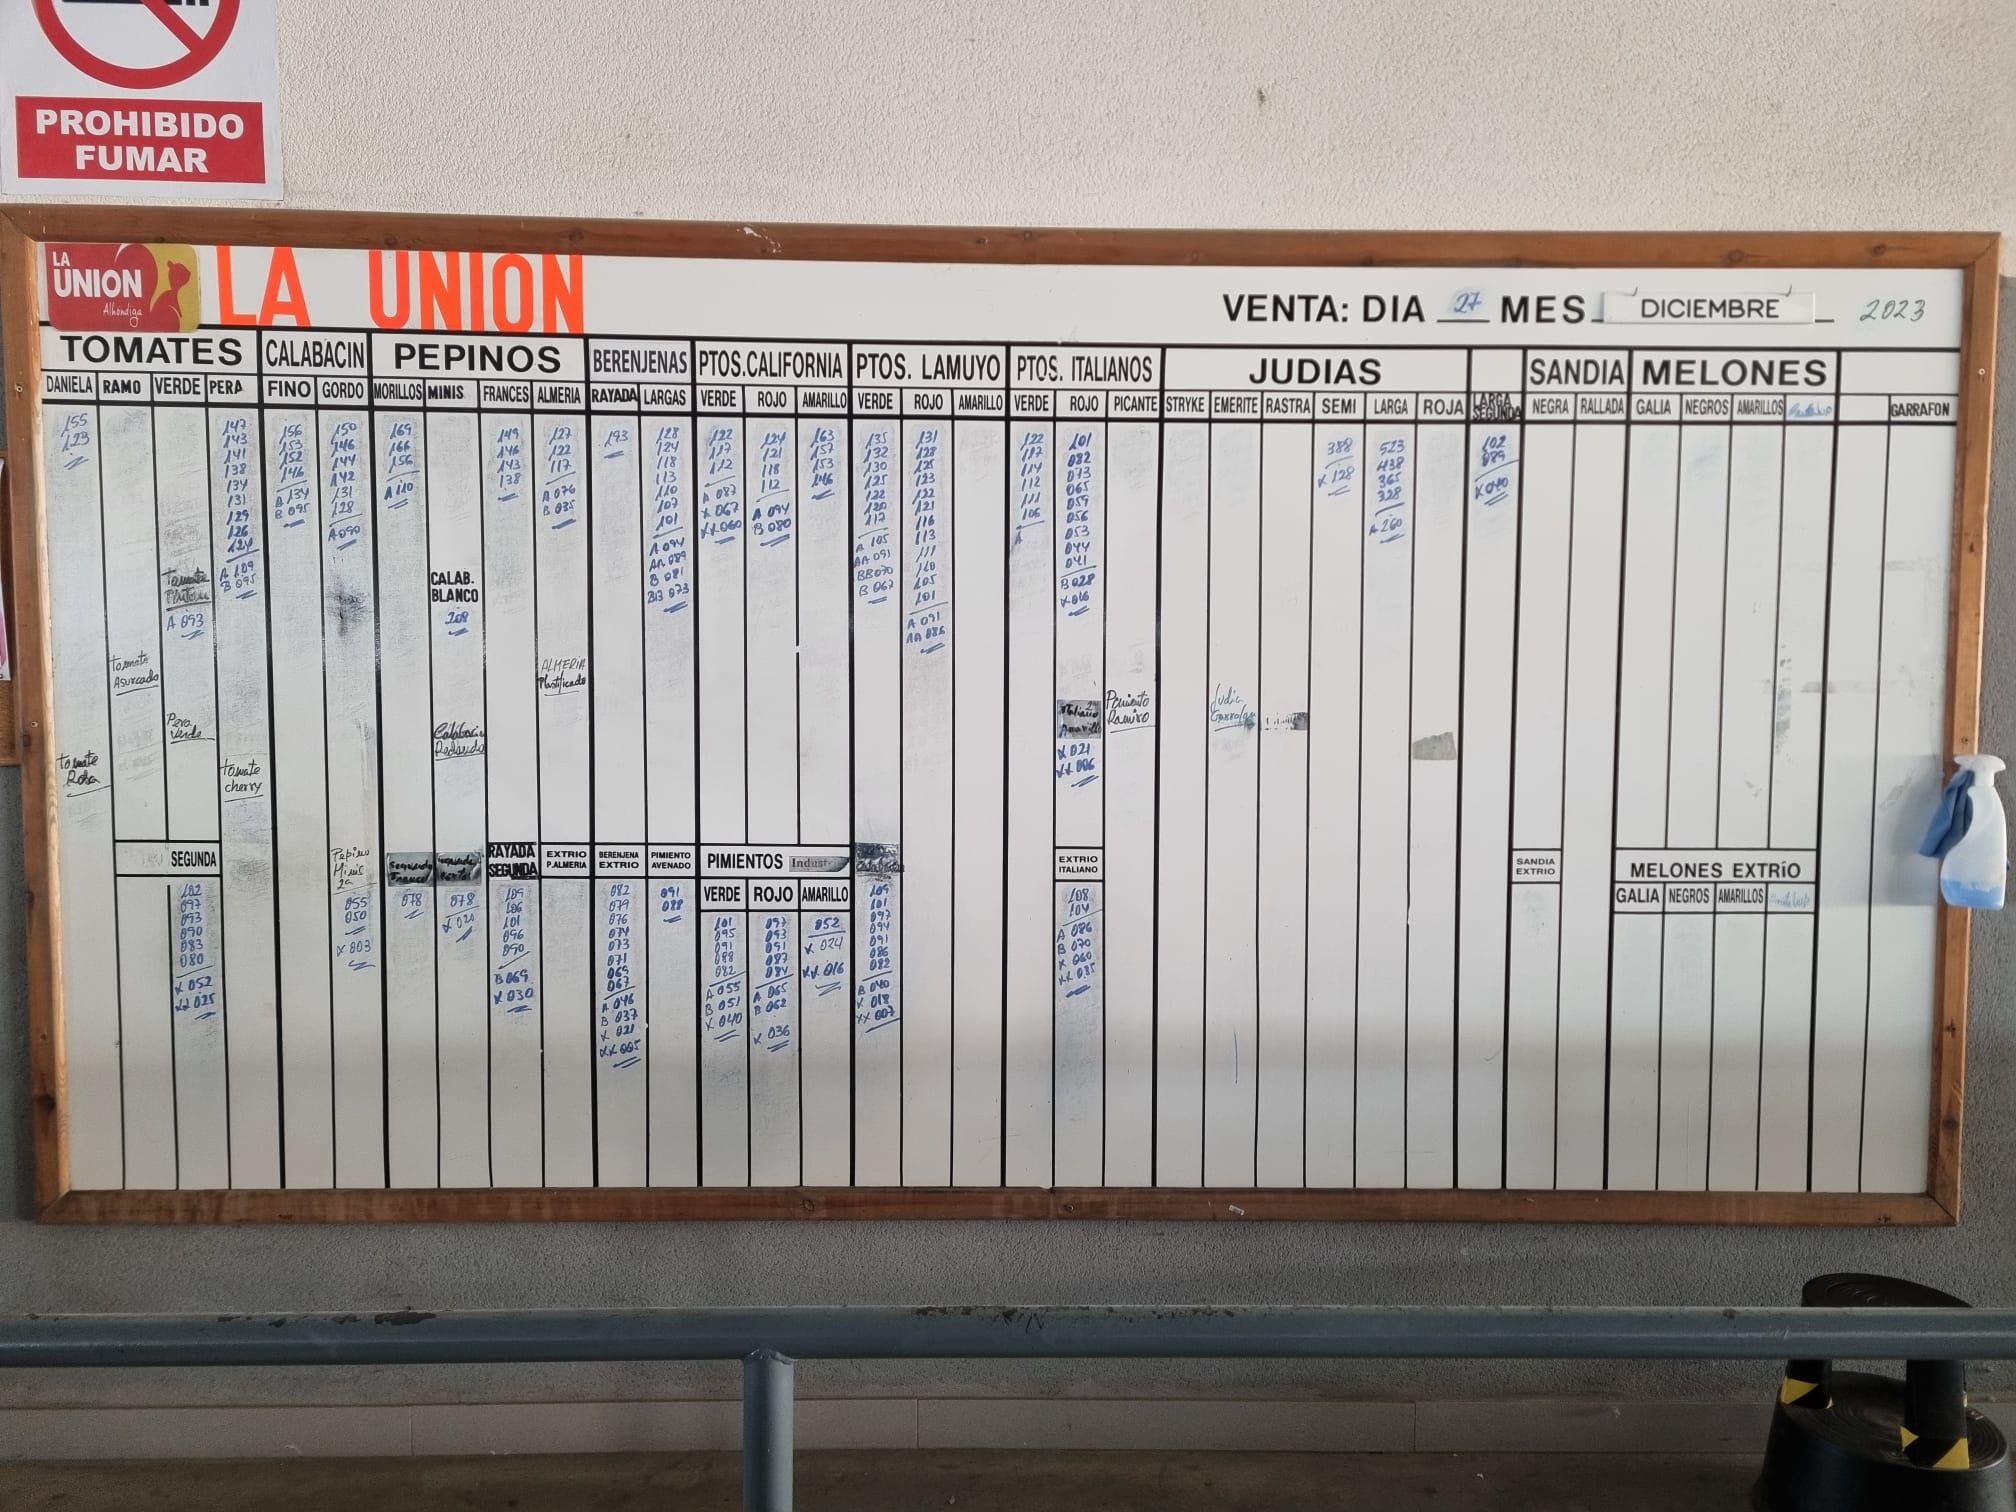 PROHIBIDO
FUMAR
LA
UNION
Alhóndiga
LA UNION
VENTA: DIA 27 MES DICIEMBRE 2023
TOMATES CALABACIN PEPINOS BERENJENAS PTOS.CALIFORNIA PTOS. LAMUYO PTOS. ITALIANOS JUDIAS LARGA SEGUNDA SANDIA MELONES
DANIELA RAMO VERDE PERA FINO GORDO MORILLOS MINIS FRANCES ALMERIA RAYADA LARGAS VERDE ROJO AMARILLO VERDE ROJO AMARILLO VERDE ROJO PICANTE STRYKE EMERITE RASTRA SEMI LARGA ROJA NEGRA RALLADA GALIA NEGROS AMARILLOS GARRAFON
155
123
147
143
141
138
134
131
129
126
124
A 109
B 095
156
153
152
146
A 134
B 095
150
146
144
142
131
128
A 090
169
166
156
A 110
149
146
143
138
127
122
117
A 076
B 035
193
128
124
118
113
110
107
101
A 094
AA 089
B 081
BB 073
122
117
112
A 087
X 067
XX 060
124
121
118
112
A 094
B 080
163
157
153
146
135
132
130
125
122
120
117
A 105
AA 091
BB 070
B 067
131
128
125
123
122
121
116
113
111
110
105
101
A 091
AA 086
122
117
114
112
111
106
A
101
082
073
065
059
056
053
044
041
B 028
X 016
388
X 128
523
438
365
328
A 260
102
089
X 040
Tomate
A 093
CALAB.
BLANCO
208
tomate
Asurcado
ALMERIA
Plastificado
Pera
Verde
Calabacin
Redondo
Tomate
Rosa
tomate
cherry
Italiano
Amarillo
X 021
XX 006
Pimiento
Ramiro
Judia
Garrafon
SEGUNDA
Pepino
Minis
2ª
Segunda
Frances
RAYADA
SEGUNDA
EXTRIO
P.ALMERIA
BERENJENA
EXTRIO
PIMIENTO
AVENADO
PIMIENTOS
VERDE ROJO AMARILLO
EXTRIO
ITALIANO
SANDIA
EXTRIO
MELONES EXTRÍO
GALIA NEGROS AMARILLOS
102
097
093
090
083
080
X 052
XX 025
055
050
X 003
078
078
X 020
109
106
101
096
090
B 069
X 030
082
079
076
074
073
071
069
067
A 046
B 037
X 021
XX 005
091
088
101
095
091
088
082
A 055
B 051
X 040
097
093
091
087
084
A 065
B 062
X 036
052
X 024
XX 016
109
101
097
094
091
086
082
B 040
X 018
XX 007
108
104
A 086
B 070
X 060
XX 035